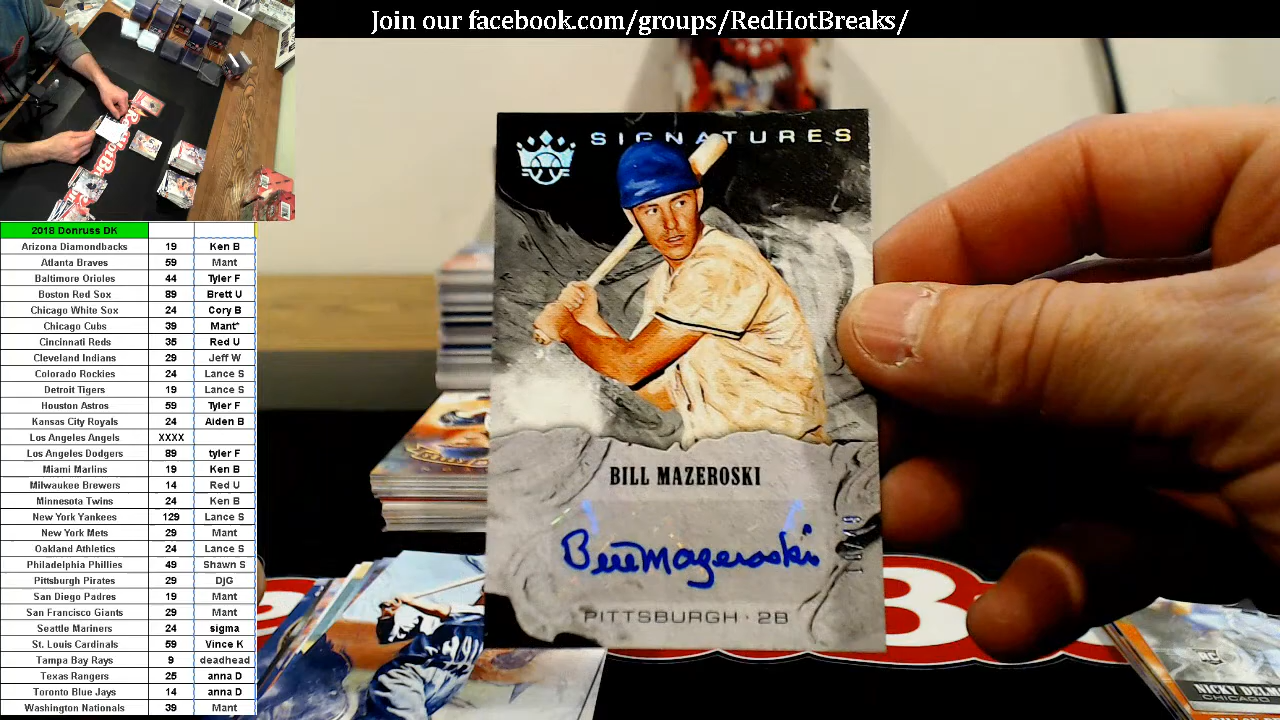 Join our facebook.com/groups/RedHotBreaks/
2018 Donruss DK
Arizona Diamondbacks 19 Ken B
Atlanta Braves 59 Mant
Baltimore Orioles 44 Tyler F
Boston Red Sox 89 Brett U
Chicago White Sox 24 Cory B
Chicago Cubs 39 Mant*
Cincinnati Reds 35 Red U
Cleveland Indians 29 Jeff W
Colorado Rockies 24 Lance S
Detroit Tigers 19 Lance S
Houston Astros 59 Tyler F
Kansas City Royals 24 Aiden B
Los Angeles Angels XXXX
Los Angeles Dodgers 89 tyler F
Miami Marlins 19 Ken B
Milwaukee Brewers 14 Red U
Minnesota Twins 24 Ken B
New York Yankees 129 Lance S
New York Mets 29 Mant
Oakland Athletics 24 Lance S
Philadelphia Phillies 49 Shawn S
Pittsburgh Pirates 29 DjG
San Diego Padres 19 Mant
San Francisco Giants 29 Mant
Seattle Mariners 24 sigma
St. Louis Cardinals 59 Vince K
Tampa Bay Rays 9 deadhead
Texas Rangers 25 anna D
Toronto Blue Jays 14 anna D
Washington Nationals 39 Mant
SIGNATURES
BILL MAZEROSKI
Bill Mazeroski
PITTSBURGH · 2B
RC
NICKY DELM
CHICAGO